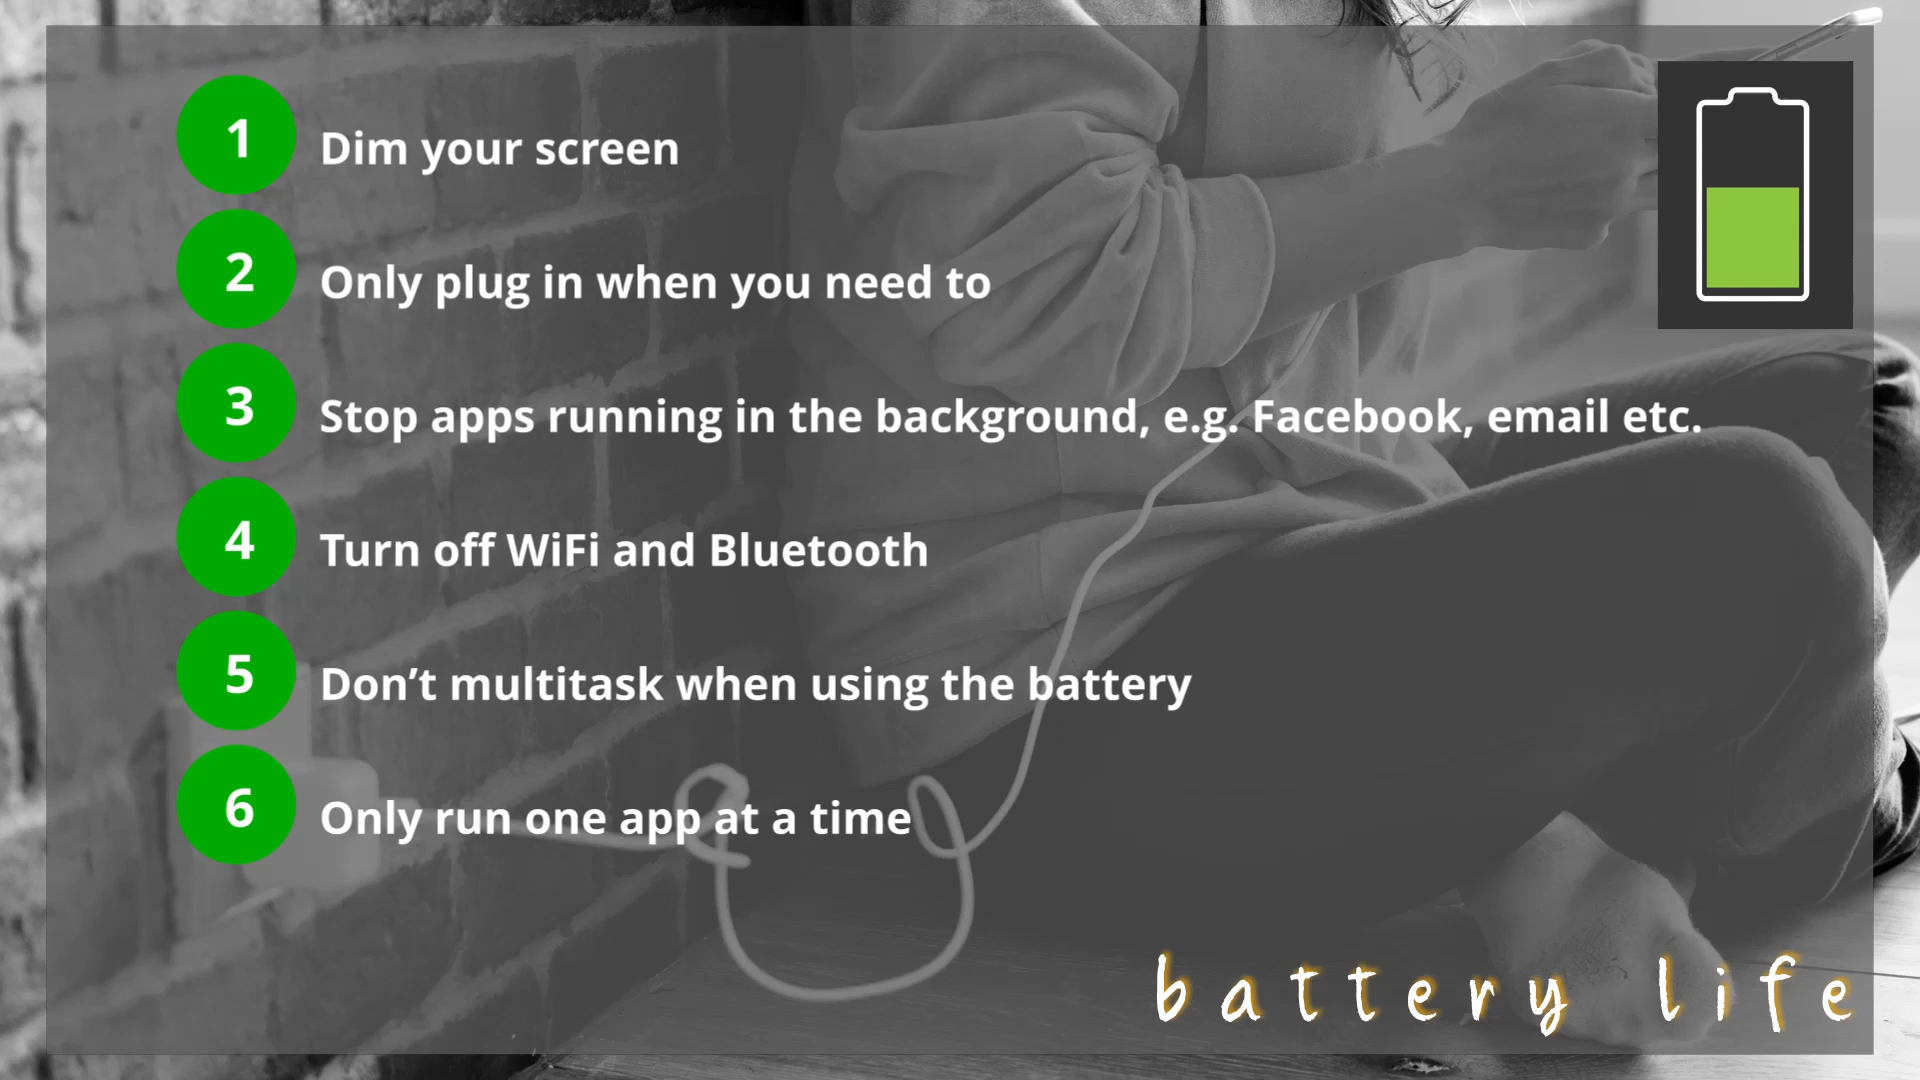 1 Dim your screen
2 Only plug in when you need to
3 Stop apps running in the background, e.g. Facebook, email etc.
4 Turn off WiFi and Bluetooth
5 Don’t multitask when using the battery
6 Only run one app at a time
battery life